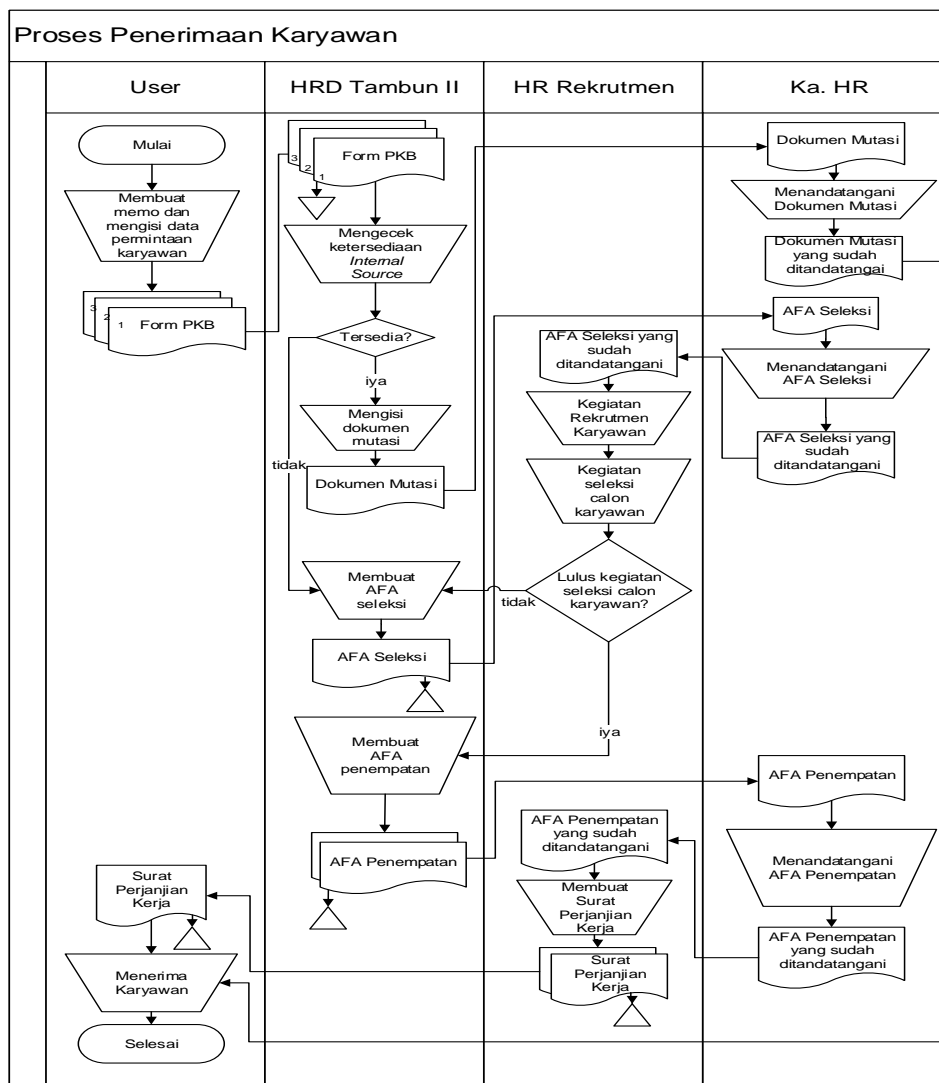 Proses Penerimaan Karyawan
User
HRD Tambun II
HR Rekrutmen
Ka. HR
Mulai
Membuat
memo dan
mengisi data
permintaan
karyawan
3
2
1
Form PKB
3
2
1
Form PKB
Mengecek
ketersediaan
Internal
Source
Tersedia?
iya
tidak
Mengisi
dokumen
mutasi
Dokumen Mutasi
Dokumen Mutasi
Menandatangani
Dokumen Mutasi
Dokumen Mutasi
yang sudah
ditandatangai
Membuat
AFA
seleksi
AFA Seleksi
AFA Seleksi
Menandatangani
AFA Seleksi
AFA Seleksi yang
sudah
ditandatangani
AFA Seleksi yang
sudah
ditandatangani
Kegiatan
Rekrutmen
Karyawan
Kegiatan
seleksi
calon
karyawan
Lulus kegiatan
seleksi calon
karyawan?
tidak
iya
Membuat
AFA
penempatan
AFA Penempatan
AFA Penempatan
Menandatangani
AFA Penempatan
AFA Penempatan
yang sudah
ditandatangani
AFA Penempatan
yang sudah
ditandatangani
Membuat
Surat
Perjanjian
Kerja
Surat
Perjanjian
Kerja
Surat
Perjanjian
Kerja
Menerima
Karyawan
Selesai